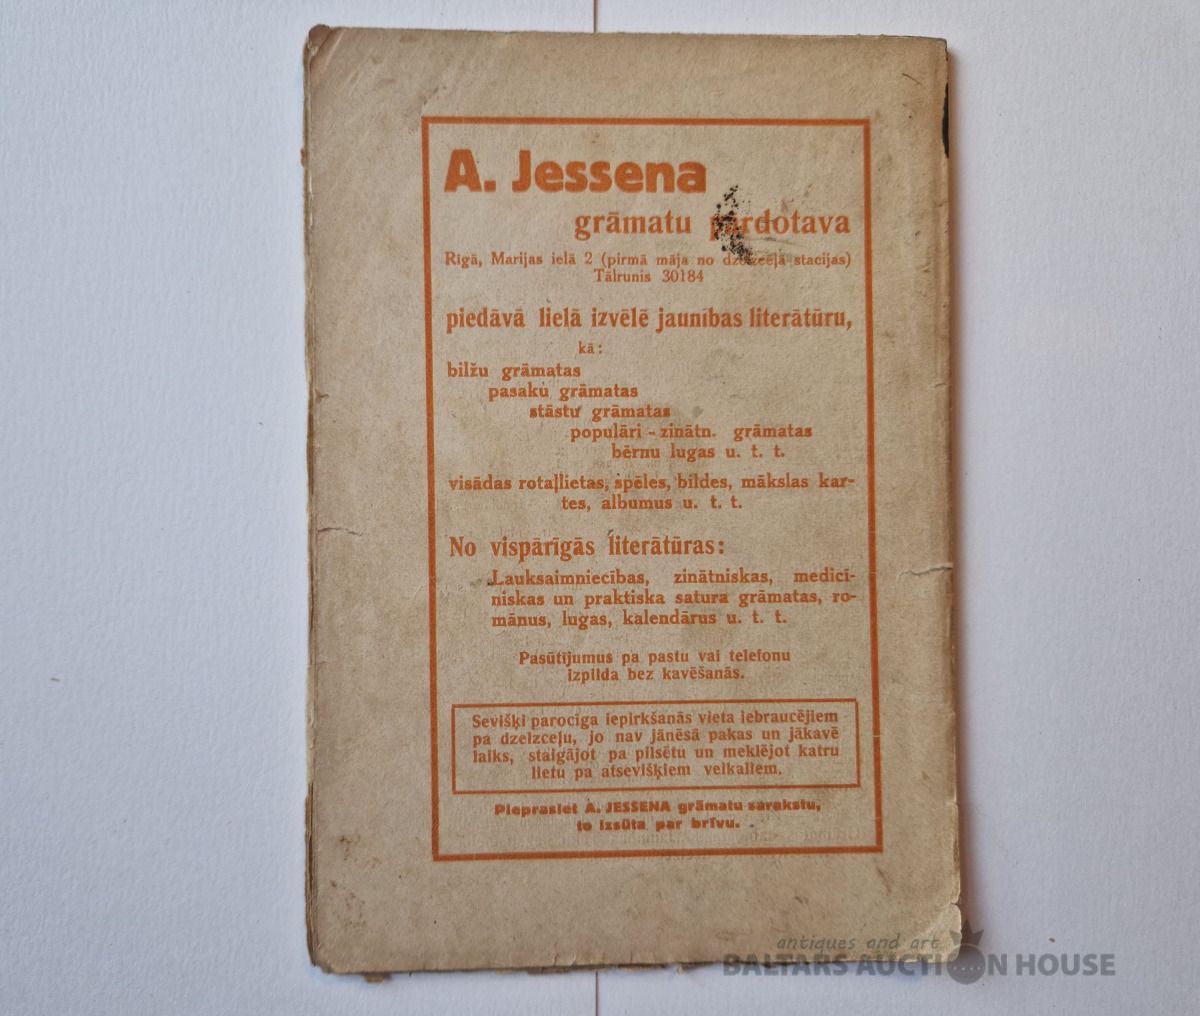 A. Jessena
grāmatu pārdotava
Rīgā, Marijas ielā 2 (pirmā māja no dzelzceļa stacijas)
Tālrunis 30184
piedāvā lielā izvēlē jaunības literātūru,
kā:
bilžu grāmatas
pasaku grāmatas
stāstu grāmatas
populāri - zinātn. grāmatas
bērnu lugas u. t. t.
visādas rotaļlietas, spēles, bildes, mākslas kar-
tes, albumus u. t. t.
No vispārīgās literātūras:
Lauksaimniecības, zinātniskas, medici-
niskas un praktiska satura grāmatas, ro-
mānus, lugas, kalendārus u. t. t.
Pasūtījumus pa pastu vai telefonu
izpilda bez kavēšanās.
Sevišķi parocīga iepirkšanās vieta iebraucējiem
pa dzelzceļu, jo nav jānēsā pakas un jākavē
laiks, staigājot pa pilsētu un meklējot katru
lietu pa atsevišķiem veikaliem.
Pieprasiet A. JESSENA grāmatu sarakstu,
to izsūta par brīvu.
antiques and art
BALTARS AUCTION HOUSE